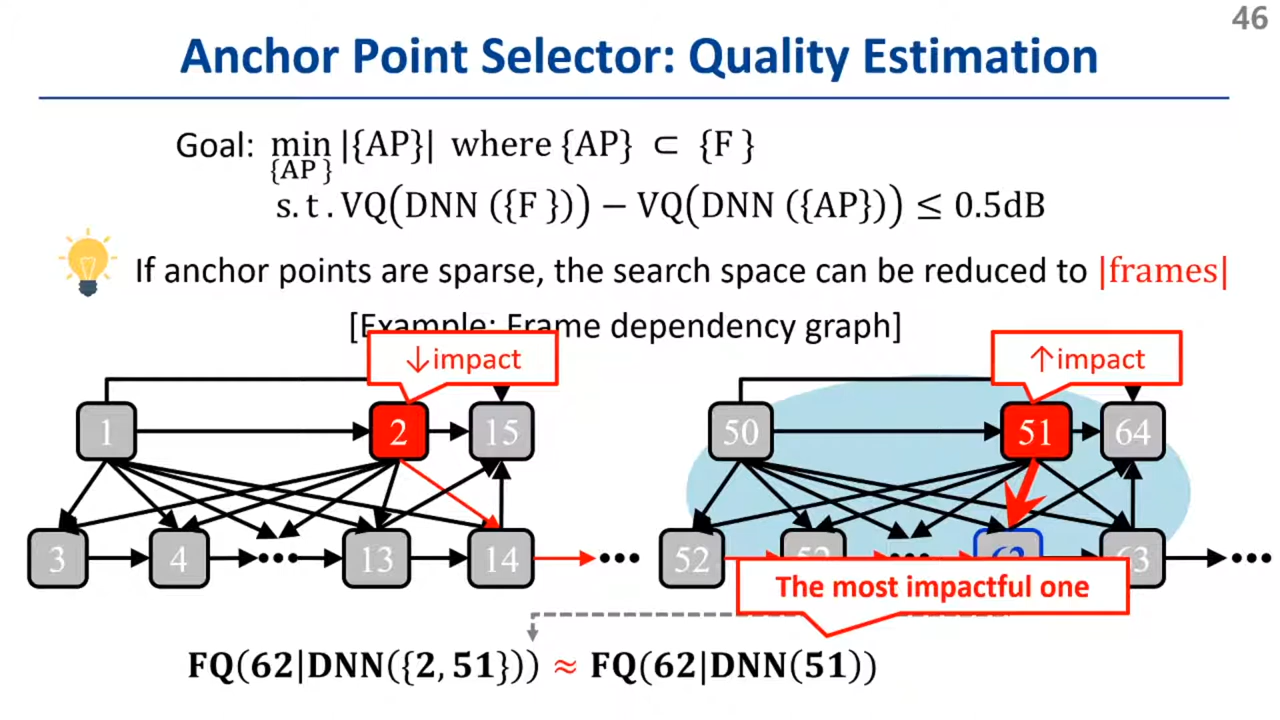 46
Anchor Point Selector: Quality Estimation
Goal: min |{AP}| where {AP} ⊂ {F }
{AP }
s. t . VQ(DNN ({F })) − VQ(DNN ({AP})) ≤ 0.5dB
If anchor points are sparse, the search space can be reduced to |frames|
[Example: Frame dependency graph]
↓impact
↑impact
1 2 15 50 51 64
3 4 ••• 13 14 ••• 52 53 ••• 62 63 •••
The most impactful one
FQ(62|DNN({2, 51})) ≈ FQ(62|DNN(51))